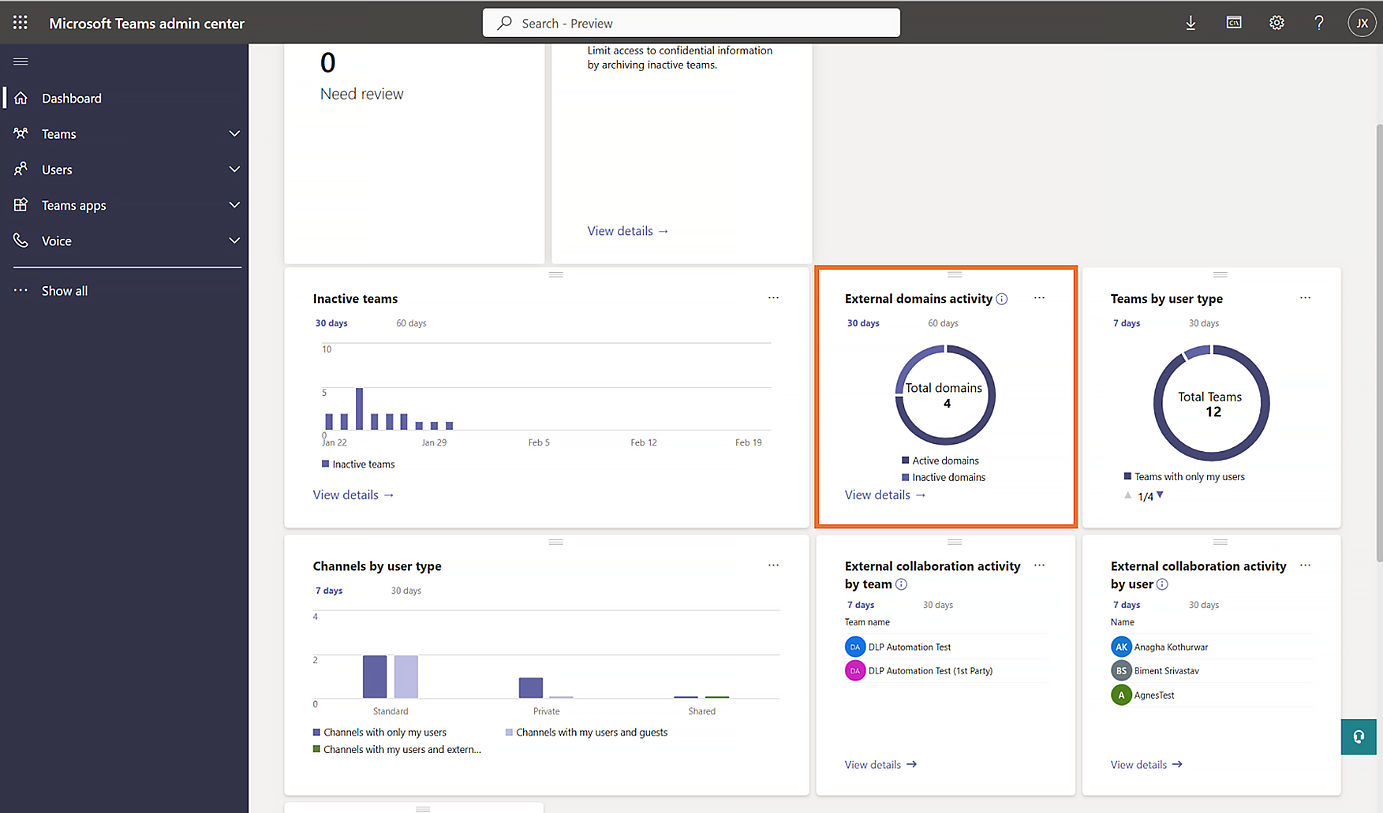 Microsoft Teams admin center
Search - Preview
?
JX
Dashboard
Teams
Users
Teams apps
Voice
Show all
0
Need review
Limit access to confidential information
by archiving inactive teams.
View details →
Inactive teams
30 days 60 days
10
5
0
Jan 22 Jan 29 Feb 5 Feb 12 Feb 19
Inactive teams
View details →
External domains activity
30 days 60 days
Total domains
4
Active domains
Inactive domains
View details →
Teams by user type
7 days 30 days
Total Teams
12
Teams with only my users
1/4
Channels by user type
7 days 30 days
4
2
0
Standard Private Shared
Channels with only my users Channels with my users and guests
Channels with my users and extern...
External collaboration activity
by team
7 days 30 days
Team name
DA DLP Automation Test
DA DLP Automation Test (1st Party)
View details →
External collaboration activity
by user
7 days 30 days
Name
AK Anagha Kothurwar
BS Biment Srivastav
A AgnesTest
View details →